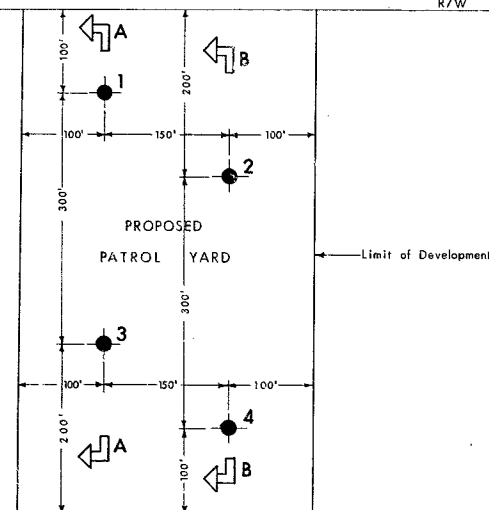 R/W
A
B
100'
200'
1
100'
150'
100'
2
300'
PROPOSED
PATROL YARD
Limit of Development
300'
3
100'
150'
100'
4
200'
A
100'
B